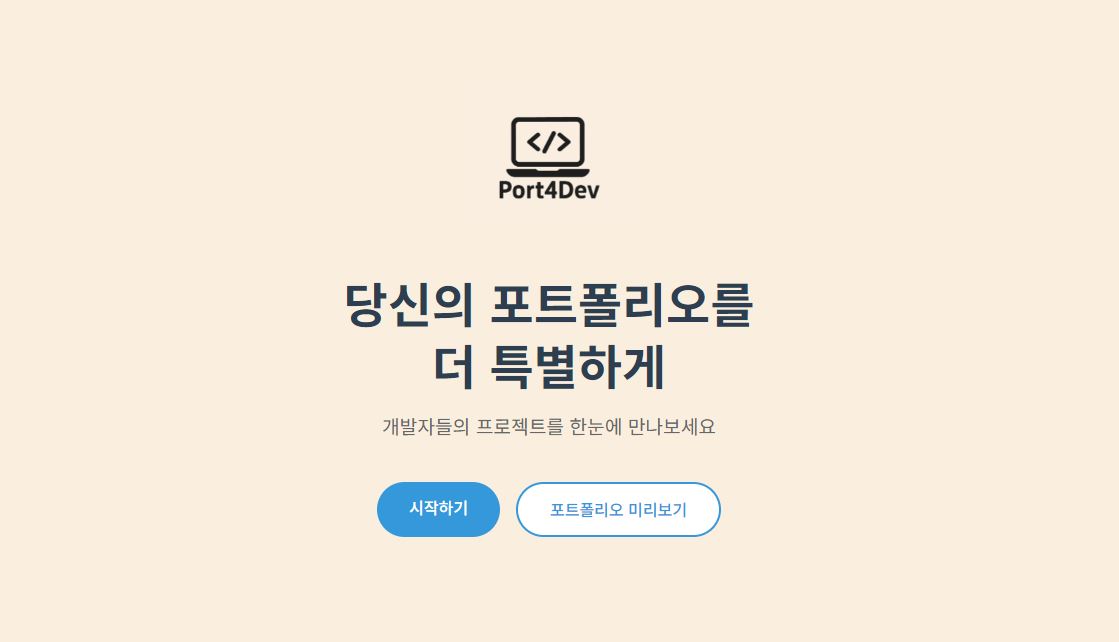 </>
Port4Dev
당신의 포트폴리오를
더 특별하게
개발자들의 프로젝트를 한눈에 만나보세요
시작하기
포트폴리오 미리보기